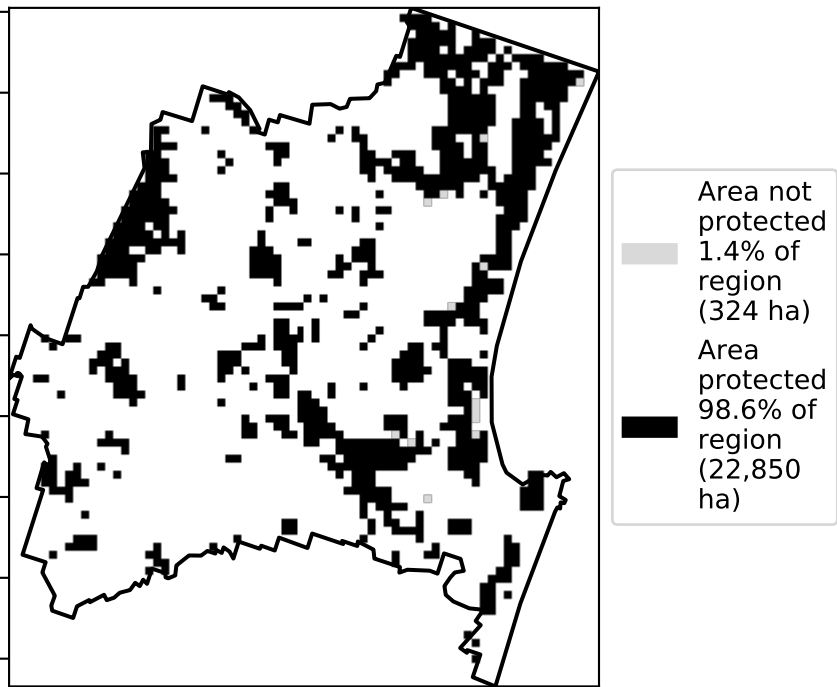 Area not
protected
1.4% of
region
(324 ha)
Area
protected
98.6% of
region
(22,850
ha)